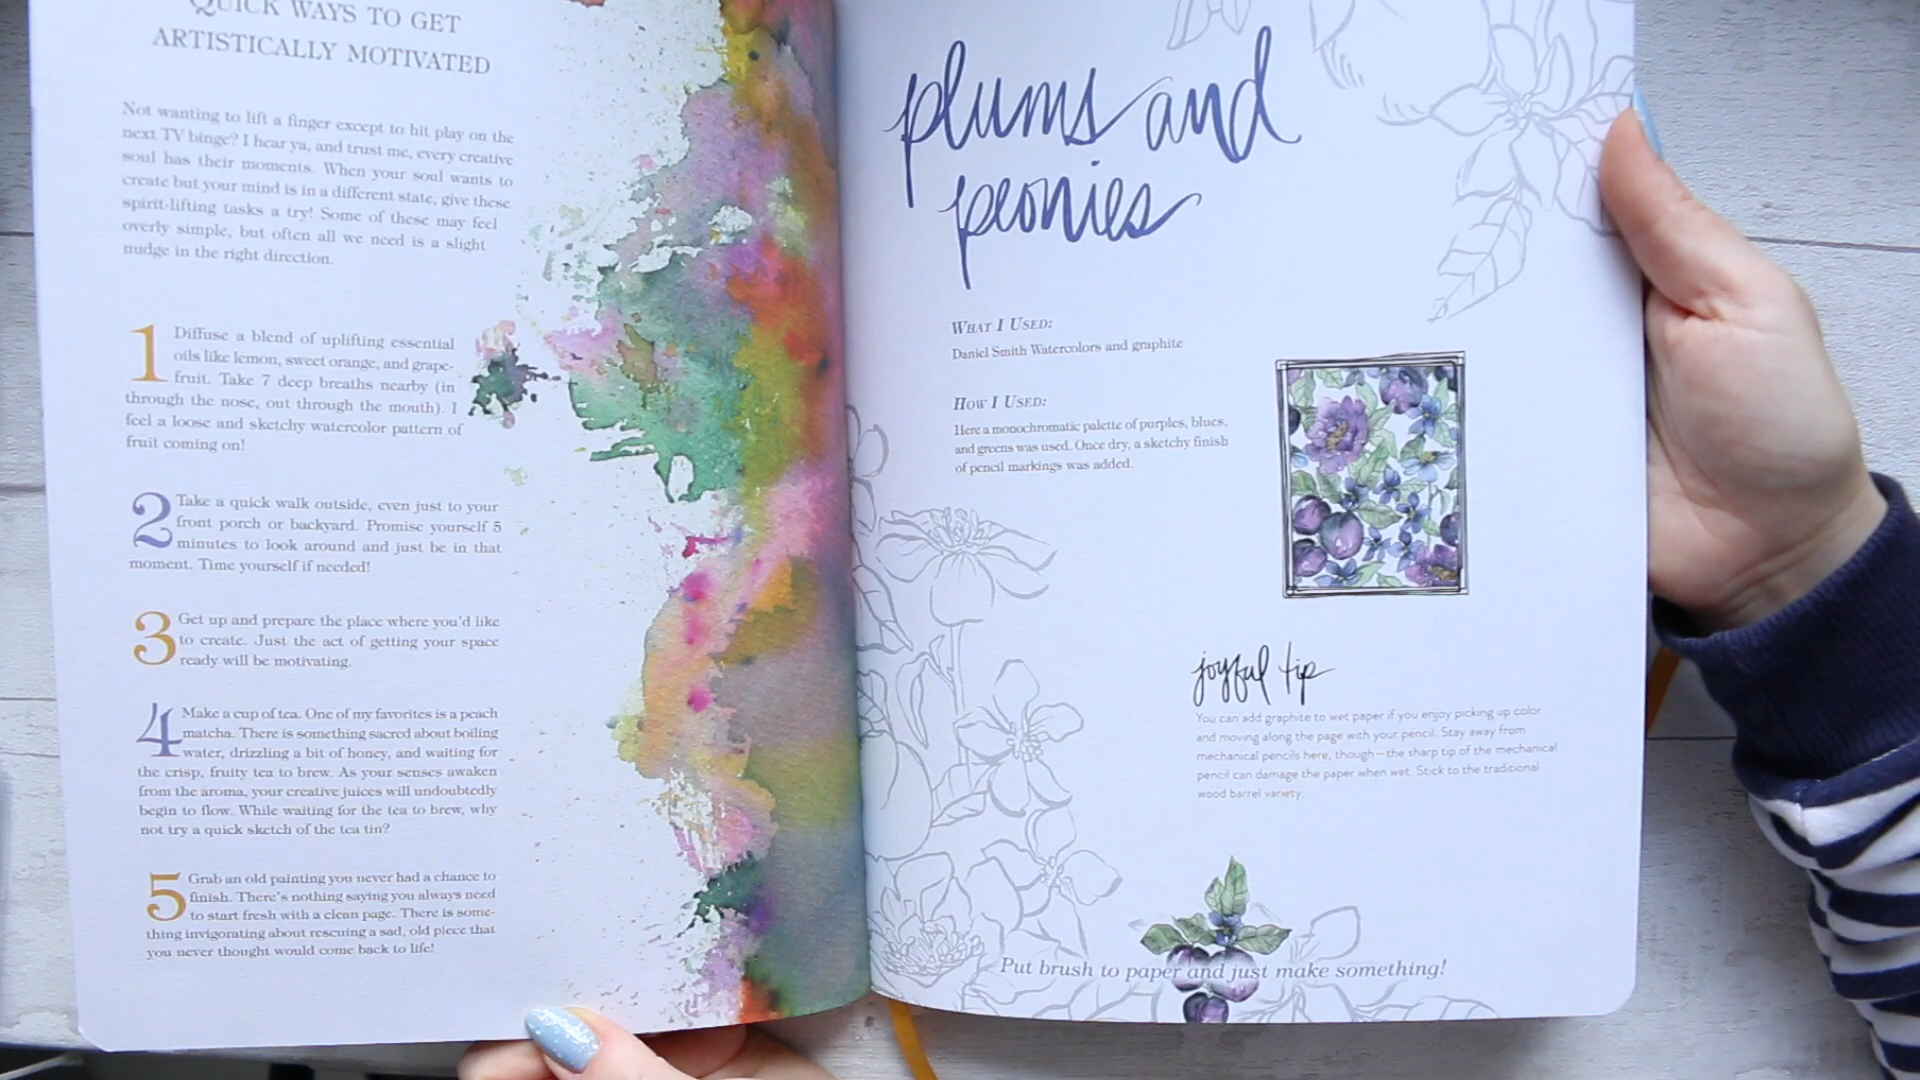 QUICK WAYS TO GET
ARTISTICALLY MOTIVATED
Not wanting to lift a finger except to hit play on the
next TV binge? I hear ya, and trust me, every creative
soul has their moments. When your soul wants to
create but your mind is in a different state, give these
spirit-lifting tasks a try! Some of these may feel
overly simple, but often all we need is a slight
nudge in the right direction.
1 Diffuse a blend of uplifting essential
oils like lemon, sweet orange, and grape-
fruit. Take 7 deep breaths nearby (in
through the nose, out through the mouth). I
feel a loose and sketchy watercolor pattern of
fruit coming on!
2 Take a quick walk outside, even just to your
front porch or backyard. Promise yourself 5
minutes to look around and just be in that
moment. Time yourself if needed!
3 Get up and prepare the place where you'd like
to create. Just the act of getting your space
ready will be motivating.
4 Make a cup of tea. One of my favorites is a peach
matcha. There is something sacred about boiling
water, drizzling a bit of honey, and waiting for
the crisp, fruity tea to brew. As your senses awaken
from the aroma, your creative juices will undoubtedly
begin to flow. While waiting for the tea to brew, why
not try a quick sketch of the tea tin?
5 Grab an old painting you never had a chance to
finish. There's nothing saying you always need
to start fresh with a clean page. There is some-
thing invigorating about rescuing a sad, old piece that
you never thought would come back to life!
plums and
peonies
WHAT I USED:
Daniel Smith Watercolors and graphite
HOW I USED:
Here a monochromatic palette of purples, blues,
and greens was used. Once dry, a sketchy finish
of pencil markings was added.
joyful tip
You can add graphite to wet paper if you enjoy picking up color
and moving along the page with your pencil. Stay away from
mechanical pencils here, though—the sharp tip of the mechanical
pencil can damage the paper when wet. Stick to the traditional
wood barrel variety.
Put brush to paper and just make something!